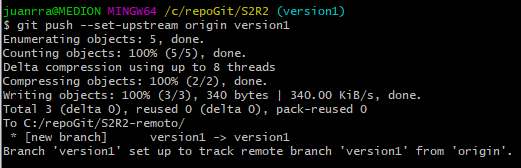 juanrra@MEDION MINGW64 /c/repoGit/S2R2 (version1)
$ git push --set-upstream origin version1
Enumerating objects: 5, done.
Counting objects: 100% (5/5), done.
Delta compression using up to 8 threads
Compressing objects: 100% (2/2), done.
Writing objects: 100% (3/3), 340 bytes | 340.00 KiB/s, done.
Total 3 (delta 0), reused 0 (delta 0), pack-reused 0
To C:/repoGit/S2R2-remoto/
 * [new branch]      version1 -> version1
Branch 'version1' set up to track remote branch 'version1' from 'origin'.